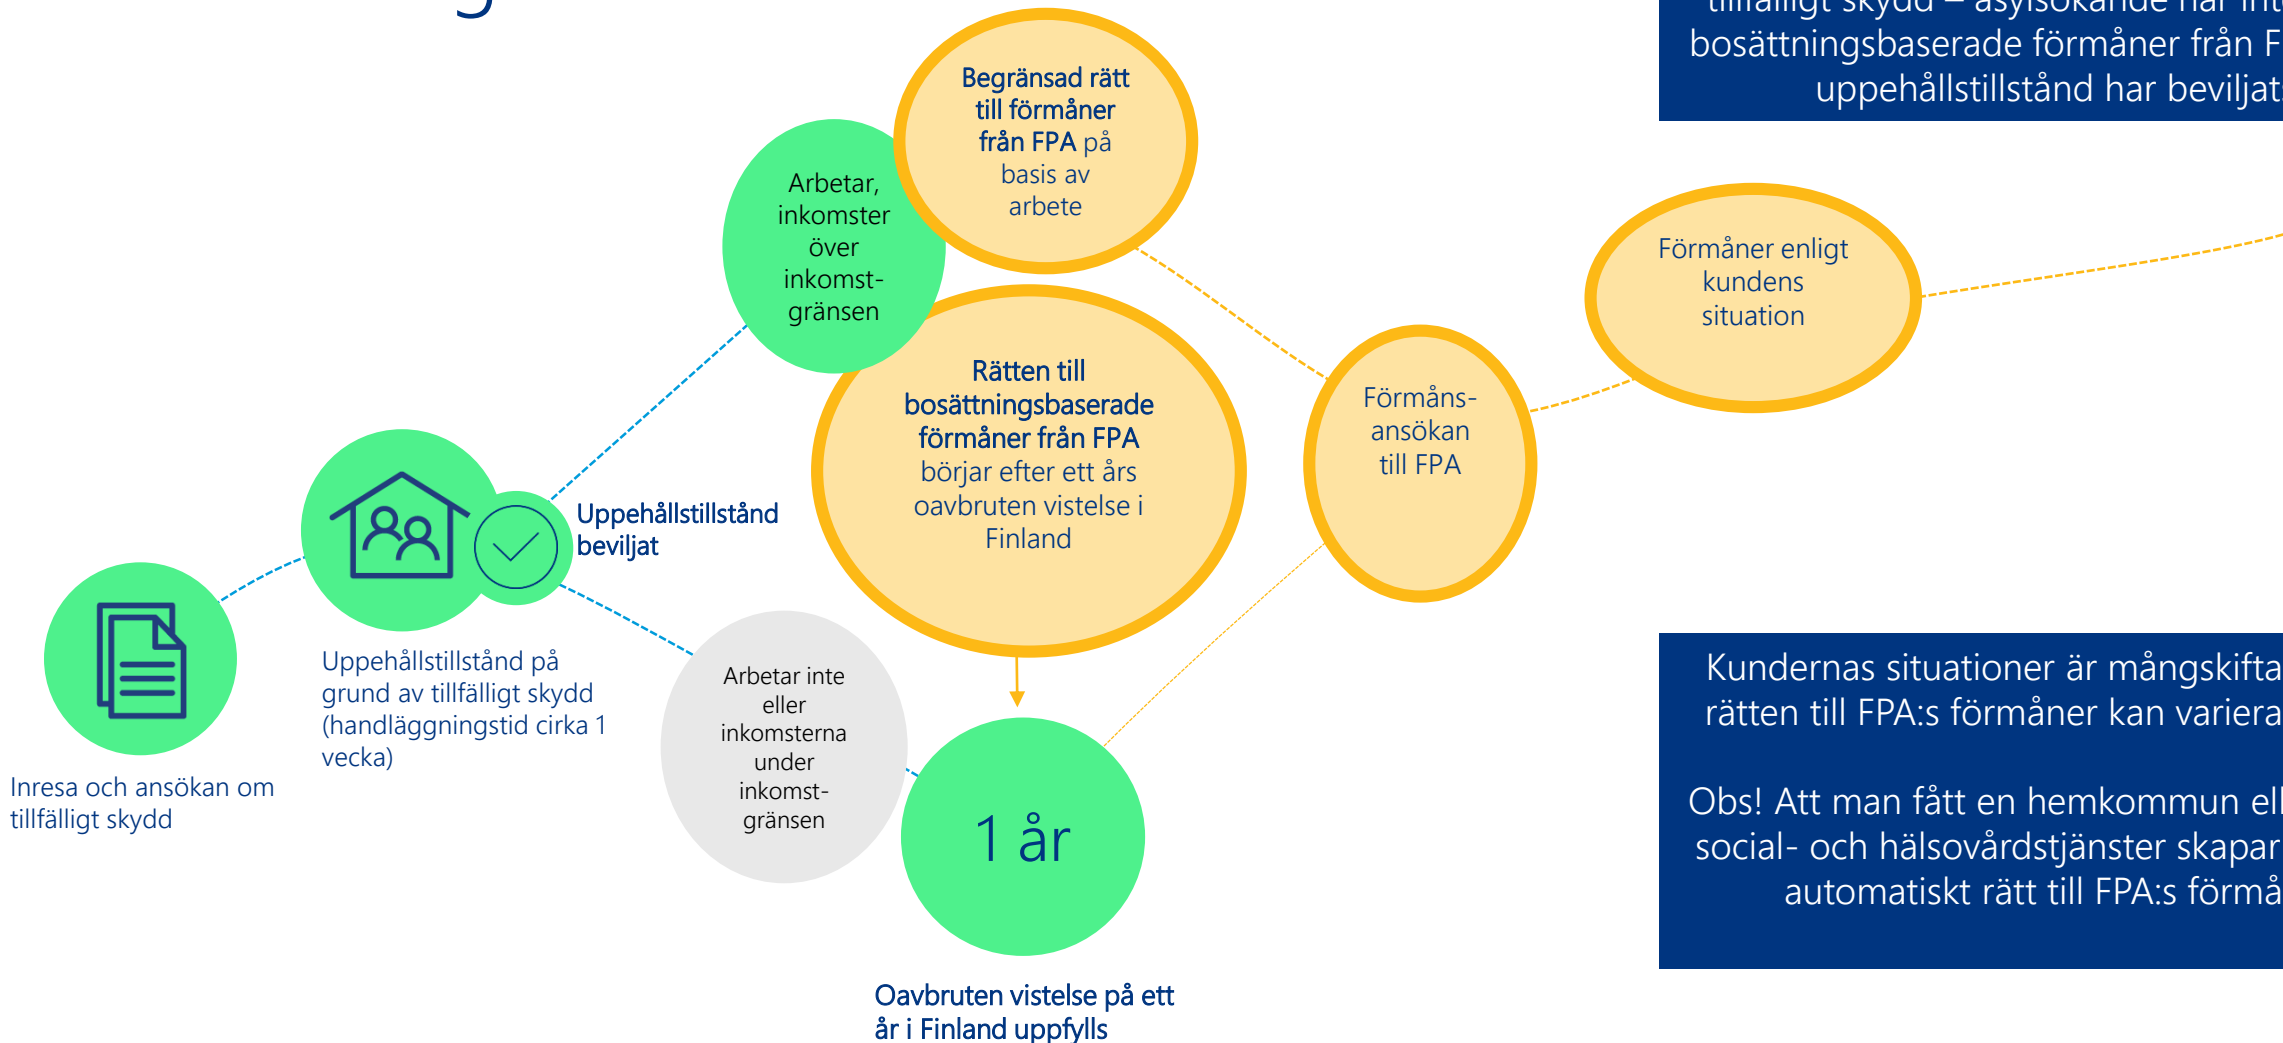 tillfälligt skydd – asylsökande har
bosättningsbaserade förmåner från
uppehållstillstånd har beviljats
Begränsad rätt
till förmåner
från FPA på
basis av
arbete
Arbetar,
inkomster
över
inkomst-
gränsen
Förmåner enligt
kundens
situation
Rätten till
bosättningsbaserade
förmåner från FPA
börjar efter ett års
oavbruten vistelse i
Finland
Förmåns-
ansökan
till FPA
Uppehållstillstånd
beviljat
Uppehållstillstånd på
grund av tillfälligt skydd
(handläggningstid cirka 1
vecka)
Inresa och ansökan om
tillfälligt skydd
Arbetar inte
eller
inkomsterna
under
inkomst-
gränsen
1 år
Oavbruten vistelse på ett
år i Finland uppfylls
Kundernas situationer är
rätten till FPA:s förmåner kan variera
Obs! Att man fått en hemkommun
social- och hälsovårdstjänster skapar
automatiskt rätt till FPA:s